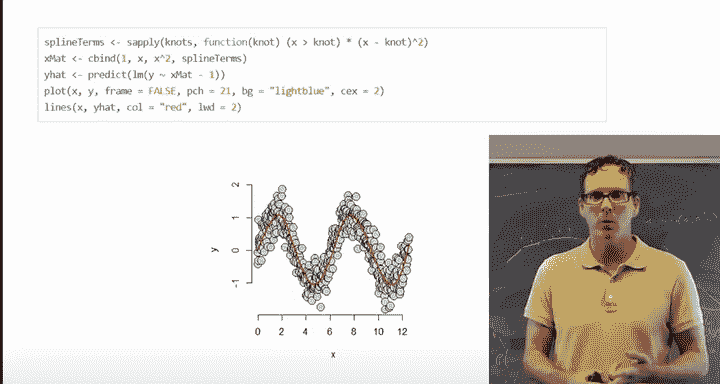 splineTerms <- sapply(knots, function(knot) (x > knot) * (x - knot)^2)
xMat <- cbind(1, x, x^2, splineTerms)
yhat <- predict(lm(y ~ xMat - 1))
plot(x, y, frame = FALSE, pch = 21, bg = "lightblue", cex = 2)
lines(x, yhat, col = "red", lwd = 2)
2
1
0
-1
y
0 2 4 6 8 10 12
x